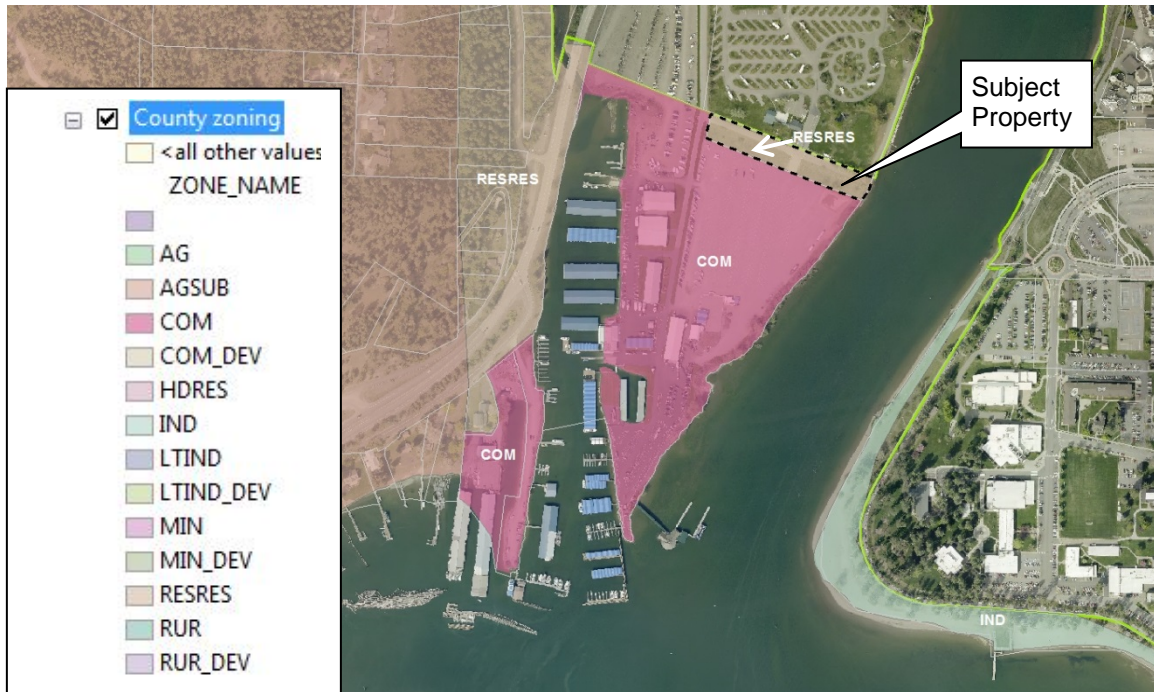 County zoning
<all other values
ZONE_NAME
AG
AGSUB
COM
COM_DEV
HDRES
IND
LTIND
LTIND_DEV
MIN
MIN_DEV
RESRES
RUR
RUR_DEV
Subject
Property
RESRES
RESRES
COM
COM
IND